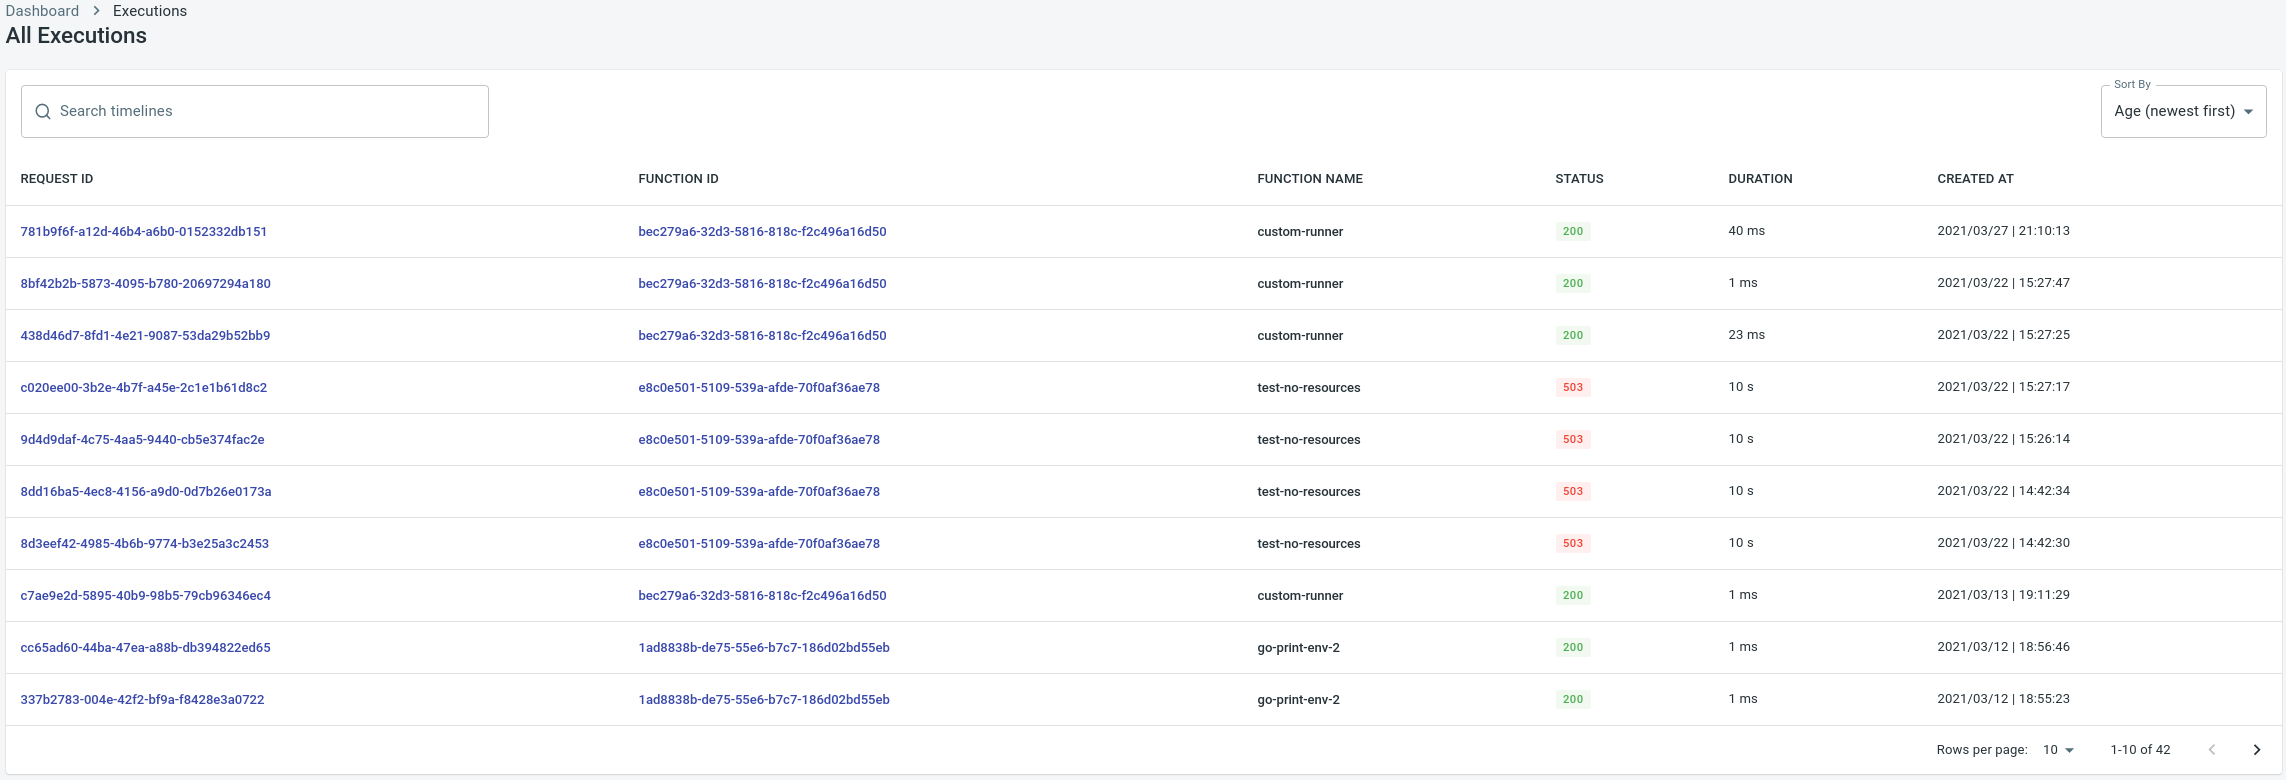 Dashboard > Executions
All Executions
Sort By
Search timelines Age (newest first)
REQUEST ID FUNCTION ID FUNCTION NAME STATUS DURATION CREATED AT
781b9f6f-a12d-46b4-a6b0-0152332db151 bec279a6-32d3-5816-818c-f2c496a16d50 custom-runner 200 40 ms 2021/03/27 | 21:10:13
8bf42b2b-5873-4095-b780-20697294a180 bec279a6-32d3-5816-818c-f2c496a16d50 custom-runner 200 1 ms 2021/03/22 | 15:27:47
438d46d7-8fd1-4e21-9087-53da29b52bb9 bec279a6-32d3-5816-818c-f2c496a16d50 custom-runner 200 23 ms 2021/03/22 | 15:27:25
c020ee00-3b2e-4b7f-a45e-2c1e1b61d8c2 e8c0e501-5109-539a-afde-70f0af36ae78 test-no-resources 503 10 s 2021/03/22 | 15:27:17
9d4d9daf-4c75-4aa5-9440-cb5e374fac2e e8c0e501-5109-539a-afde-70f0af36ae78 test-no-resources 503 10 s 2021/03/22 | 15:26:14
8dd16ba5-4ec8-4156-a9d0-0d7b26e0173a e8c0e501-5109-539a-afde-70f0af36ae78 test-no-resources 503 10 s 2021/03/22 | 14:42:34
8d3eef42-4985-4b6b-9774-b3e25a3c2453 e8c0e501-5109-539a-afde-70f0af36ae78 test-no-resources 503 10 s 2021/03/22 | 14:42:30
c7ae9e2d-5895-40b9-98b5-79cb96346ec4 bec279a6-32d3-5816-818c-f2c496a16d50 custom-runner 200 1 ms 2021/03/13 | 19:11:29
cc65ad60-44ba-47ea-a88b-db394822ed65 1ad8838b-de75-55e6-b7c7-186d02bd55eb go-print-env-2 200 1 ms 2021/03/12 | 18:56:46
337b2783-004e-42f2-bf9a-f8428e3a0722 1ad8838b-de75-55e6-b7c7-186d02bd55eb go-print-env-2 200 1 ms 2021/03/12 | 18:55:23
Rows per page: 10 1-10 of 42